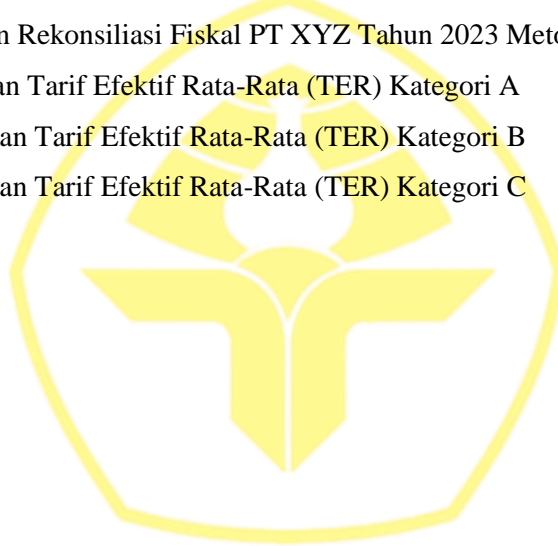 n Rekonsiliasi Fiskal PT XYZ Tahun 2023 Meto
an Tarif Efektif Rata-Rata (TER) Kategori A
an Tarif Efektif Rata-Rata (TER) Kategori B
an Tarif Efektif Rata-Rata (TER) Kategori C